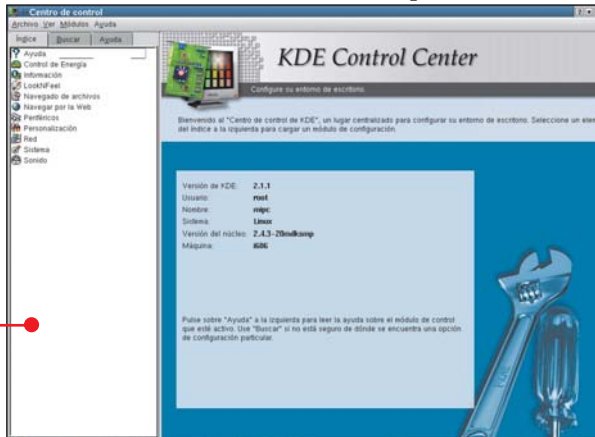 Centro de control
Archivo Ver Módulos Ayuda
Índice Buscar Ayuda
Ayuda
Control de Energía
Información
LookNFeel
Navegado de archivos
Navegar por la Web
Periféricos
Personalización
Red
Sistema
Sonido
KDE Control Center
Configure su entorno de escritorio.
Bienvenido al "Centro de control de KDE", un lugar centralizado para configurar su entorno de escritorio. Seleccione un elem
del índice a la izquierda para cargar un módulo de configuración.
Versión de KDE: 2.1.1
Usuario: root
Nombre: mipc
Sistema: Linux
Versión del núcleo: 2.4.3-20mdksmp
Máquina: i686
Pulse sobre "Ayuda" a la izquierda para leer la ayuda sobre el módulo de control
que esté activo. Use "Buscar" si no está seguro de dónde se encuentra una opción
de configuración particular.
KDE